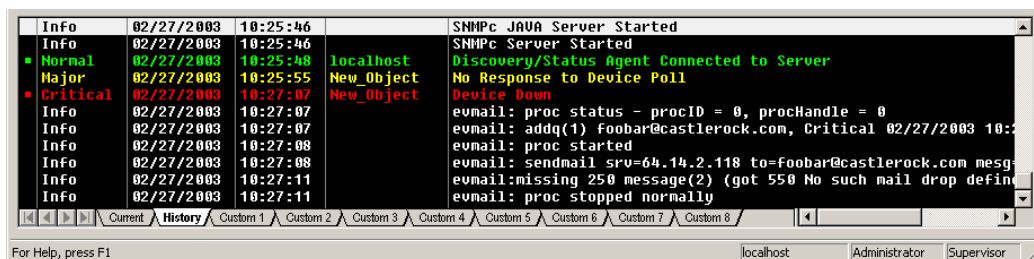 Info 02/27/2003 10:25:46 SNMPc JAVA Server Started
Info 02/27/2003 10:25:46 SNMPc Server Started
Normal 02/27/2003 10:25:48 localhost Discovery/Status Agent Connected to Server
Major 02/27/2003 10:25:55 New_Object No Response to Device Poll
Critical 02/27/2003 10:27:07 New_Object Device Down
Info 02/27/2003 10:27:07 evmail: proc status - procID = 0, procHandle = 0
Info 02/27/2003 10:27:07 evmail: addq(1) foobar@castlerock.com, Critical 02/27/2003 10:2
Info 02/27/2003 10:27:08 evmail: proc started
Info 02/27/2003 10:27:08 evmail: sendmail srv=64.14.2.118 to=foobar@castlerock.com mesg=
Info 02/27/2003 10:27:11 evmail:missing 250 message(2) (got 550 No such mail drop define
Info 02/27/2003 10:27:11 evmail: proc stopped normally
Current History Custom 1 Custom 2 Custom 3 Custom 4 Custom 5 Custom 6 Custom 7 Custom 8
For Help, press F1 localhost Administrator Supervisor